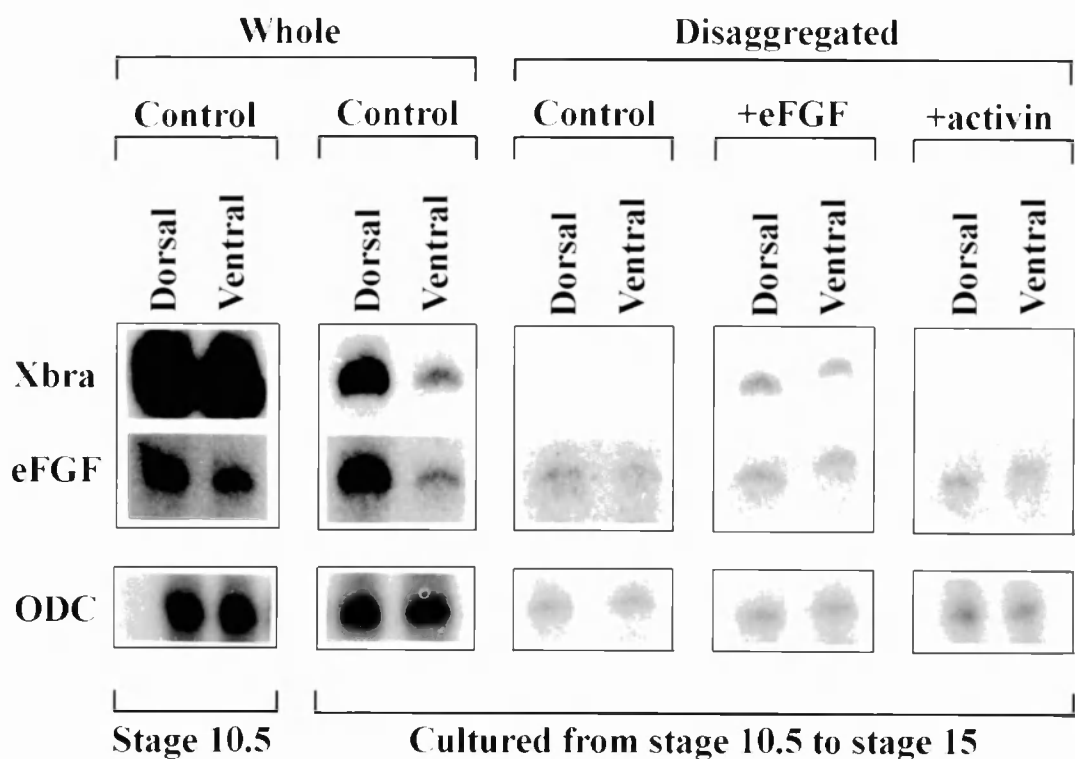 Whole Disaggregated
Control Control Control +eFGF +activin
Dorsal Ventral Dorsal Ventral Dorsal Ventral Dorsal Ventral Dorsal Ventral
Xbra
eFGF
ODC
Stage 10.5 Cultured from stage 10.5 to stage 15